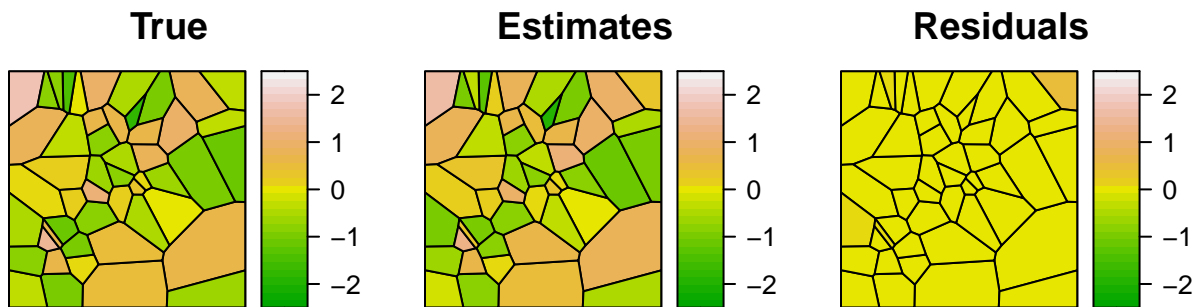 True Estimates Residuals
2 2 2
1 1 1
0 0 0
−1 −1 −1
−2 −2 −2